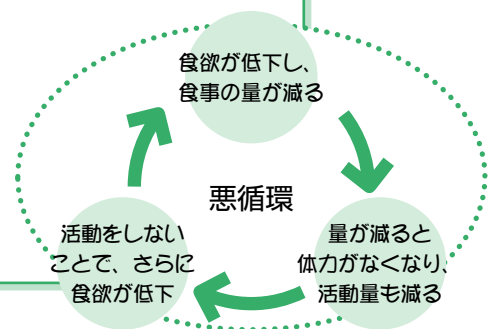 食欲が低下し、
食事の量が減る
悪循環
量が減ると
体力がなくなり、
活動量も減る
活動をしない
ことで、さらに
食欲が低下